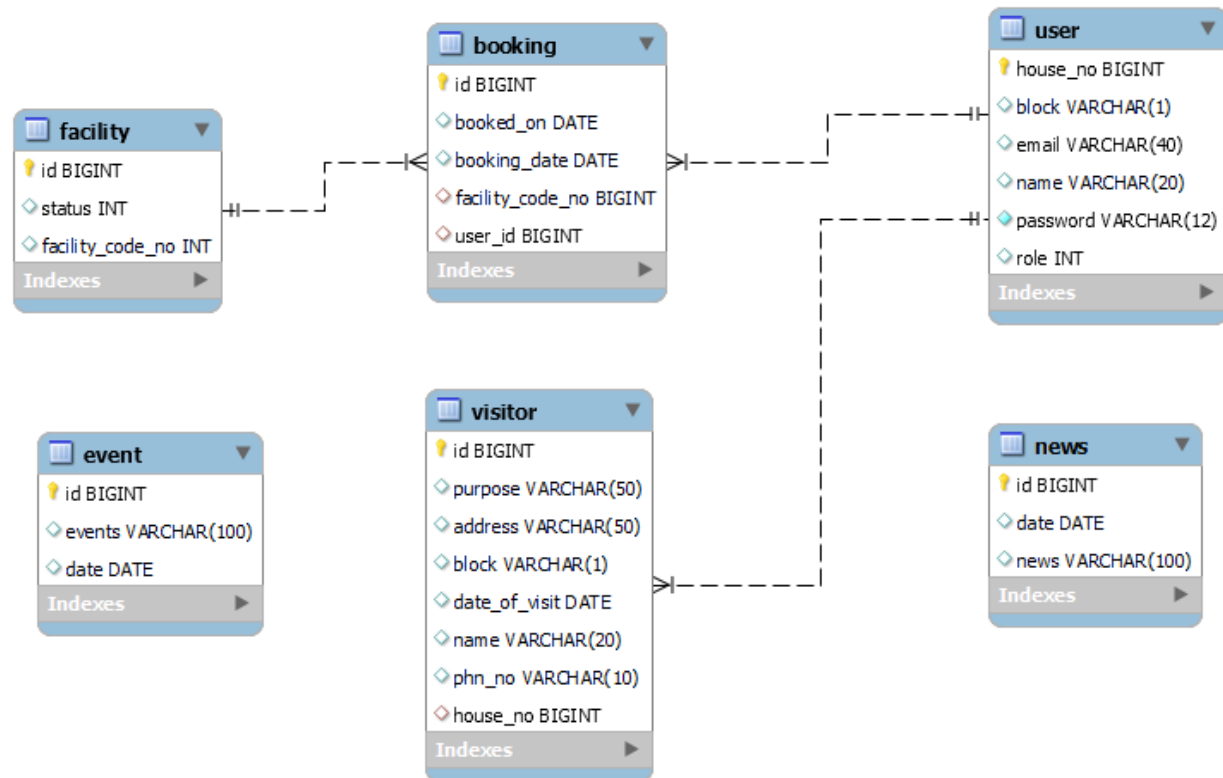 facility
id BIGINT
status INT
facility_code_no INT
Indexes
booking
id BIGINT
booked_on DATE
booking_date DATE
facility_code_no BIGINT
user_id BIGINT
Indexes
user
house_no BIGINT
block VARCHAR(1)
email VARCHAR(40)
name VARCHAR(20)
password VARCHAR(12)
role INT
Indexes
event
id BIGINT
events VARCHAR(100)
date DATE
Indexes
visitor
id BIGINT
purpose VARCHAR(50)
address VARCHAR(50)
block VARCHAR(1)
date_of_visit DATE
name VARCHAR(20)
phn_no VARCHAR(10)
house_no BIGINT
Indexes
news
id BIGINT
date DATE
news VARCHAR(100)
Indexes